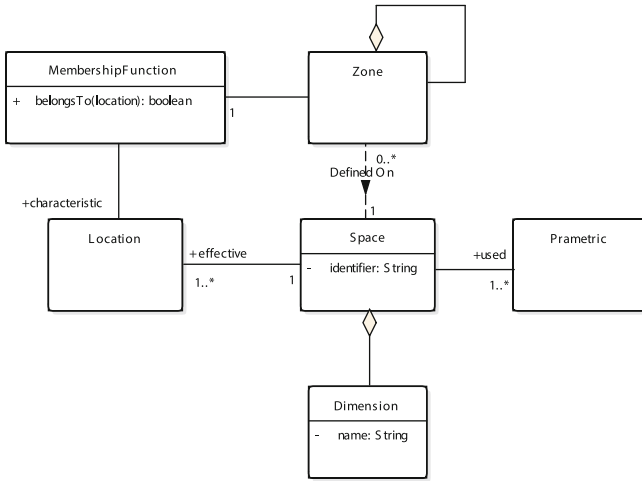 MembershipFunction
+ belongsTo(location): boolean
1
Zone
0..*
Defined On
1
+characteristic
Location
+effective
1..*
1
Space
- identifier: String
+used
1..*
Prametric
Dimension
- name: String